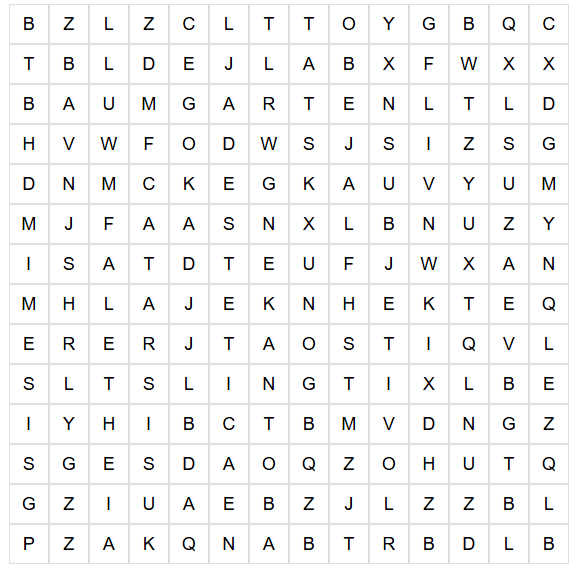 B Z L Z C L T T O Y G B Q C
T B L D E J L A B X F W X X
B A U M G A R T E N L T L D
H V W F O D W S J S I Z S G
D N M C K E G K A U V Y U M
M J F A A S N X L B N U Z Y
I S A T D T E U F J W X A N
M H L A J E K N H E K T E Q
E R E R J T A O S T I Q V L
S L T S L I N G T I X L B E
I Y H I B C T B M V D N G Z
S G E S D A O Q Z O H U T Q
G Z I U A E B Z J L Z Z B L
P Z A K Q N A B T R B D L B